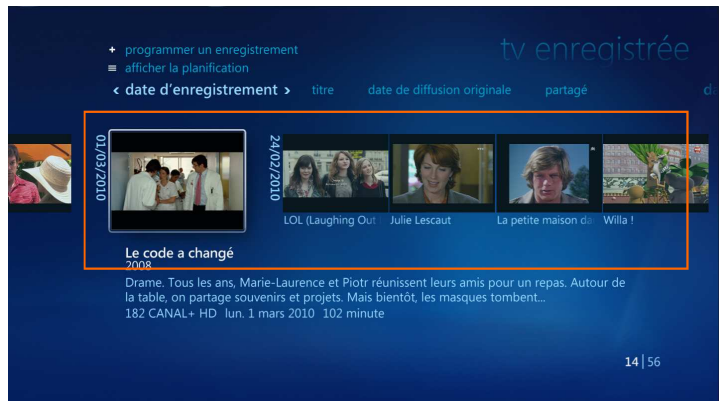 tv enregistrée
+ programmer un enregistrement
afficher la planification
‹ date d'enregistrement › titre date de diffusion originale partagé
01/03/2010
24/02/2010
LOL (Laughing Out Julie Lescaut La petite maison da Willa !
Le code a changé
2008
Drame. Tous les ans, Marie-Laurence et Piotr réunissent leurs amis pour un repas. Autour de
la table, on partage souvenirs et projets. Mais bientôt, les masques tombent...
182 CANAL+ HD lun. 1 mars 2010 102 minute
14 | 56